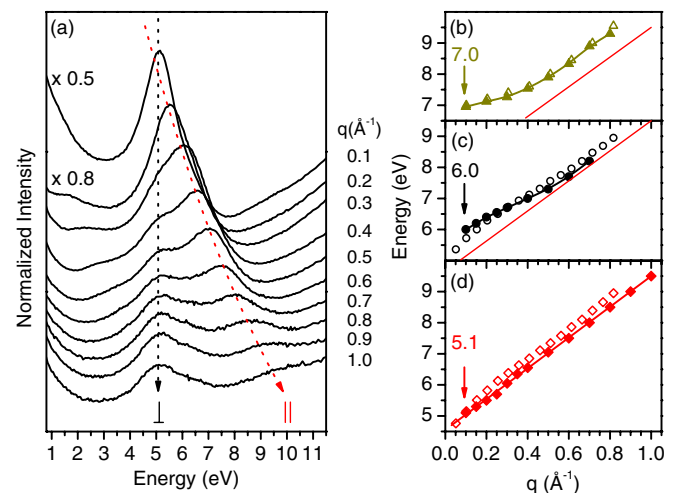 (a)
x 0.5
x 0.8
q(Å⁻¹)
0.1
0.2
0.3
0.4
0.5
0.6
0.7
0.8
0.9
1.0
⊥
||
Normalized Intensity
1 2 3 4 5 6 7 8 9 10 11
Energy (eV)
(b)
7.0
9
8
7
(c)
6.0
9
8
7
6
(d)
5.1
9
8
7
6
5
Energy (eV)
0.0 0.2 0.4 0.6 0.8 1.0
q (Å⁻¹)